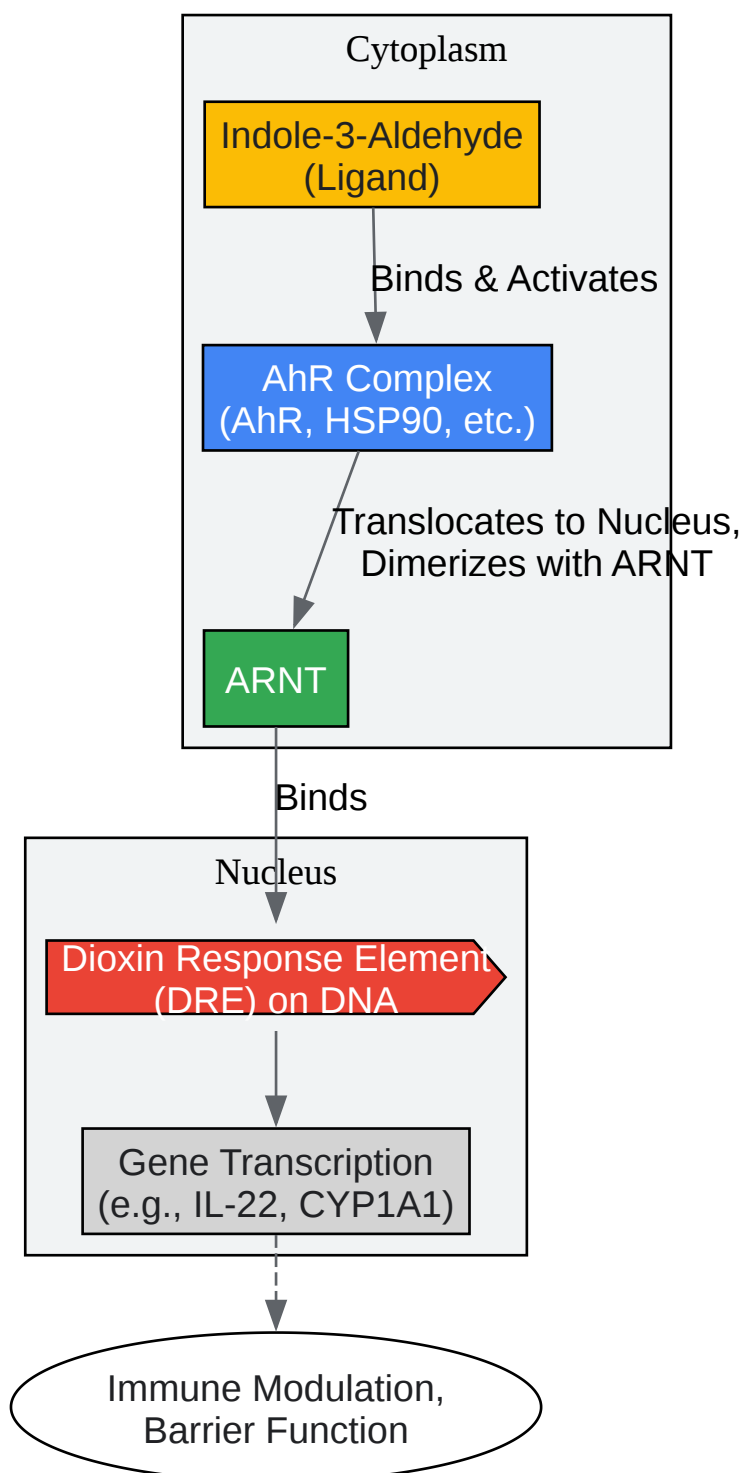 Cytoplasm
Indole-3-Aldehyde
(Ligand)
Binds & Activates
AhR Complex
(AhR, HSP90, etc.)
Translocates to Nucleus,
Dimerizes with ARNT
ARNT
Binds
Nucleus
Dioxin Response Element
(DRE) on DNA
Gene Transcription
(e.g., IL-22, CYP1A1)
Immune Modulation,
Barrier Function